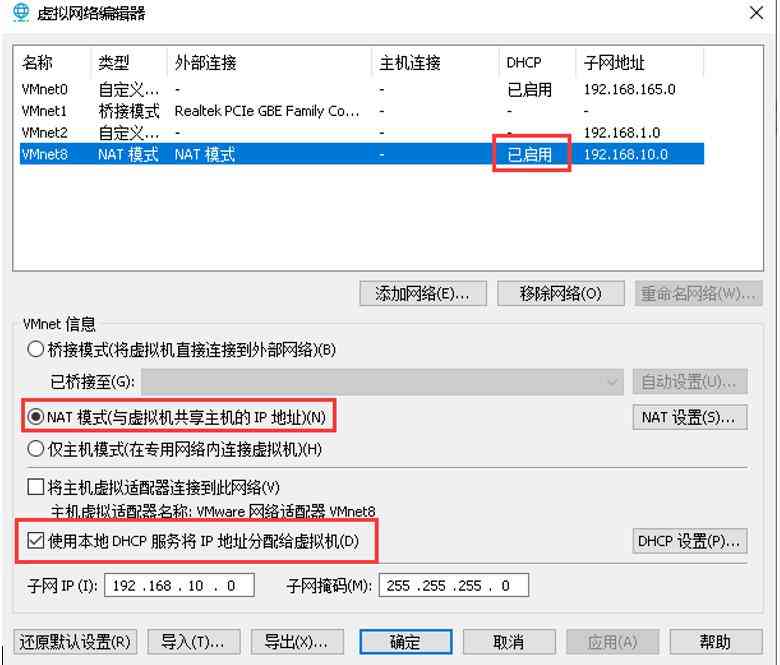 虚拟网络编辑器
名称 类型 外部连接 主机连接 DHCP 子网地址
VMnet0 自定义... - - 已启用 192.168.165.0
VMnet1 桥接模式 Realtek PCIe GBE Family Co... - - -
VMnet2 自定义... - - - 192.168.1.0
VMnet8 NAT 模式 NAT 模式 - 已启用 192.168.10.0
添加网络(E)... 移除网络(O) 重命名网络(W)...
VMnet 信息
桥接模式(将虚拟机直接连接到外部网络)(B)
已桥接至(G): 自动设置(U)...
NAT 模式(与虚拟机共享主机的 IP 地址)(N) NAT 设置(S)...
仅主机模式(在专用网络内连接虚拟机)(H)
将主机虚拟适配器连接到此网络(V)
主机虚拟适配器名称: VMware 网络适配器 VMnet8
使用本地 DHCP 服务将 IP 地址分配给虚拟机(D) DHCP 设置(P)...
子网 IP (I): 192 .168 . 10 . 0 子网掩码(M): 255 .255 .255 . 0
还原默认设置(R) 导入(T)... 导出(X)... 确定 取消 应用(A) 帮助